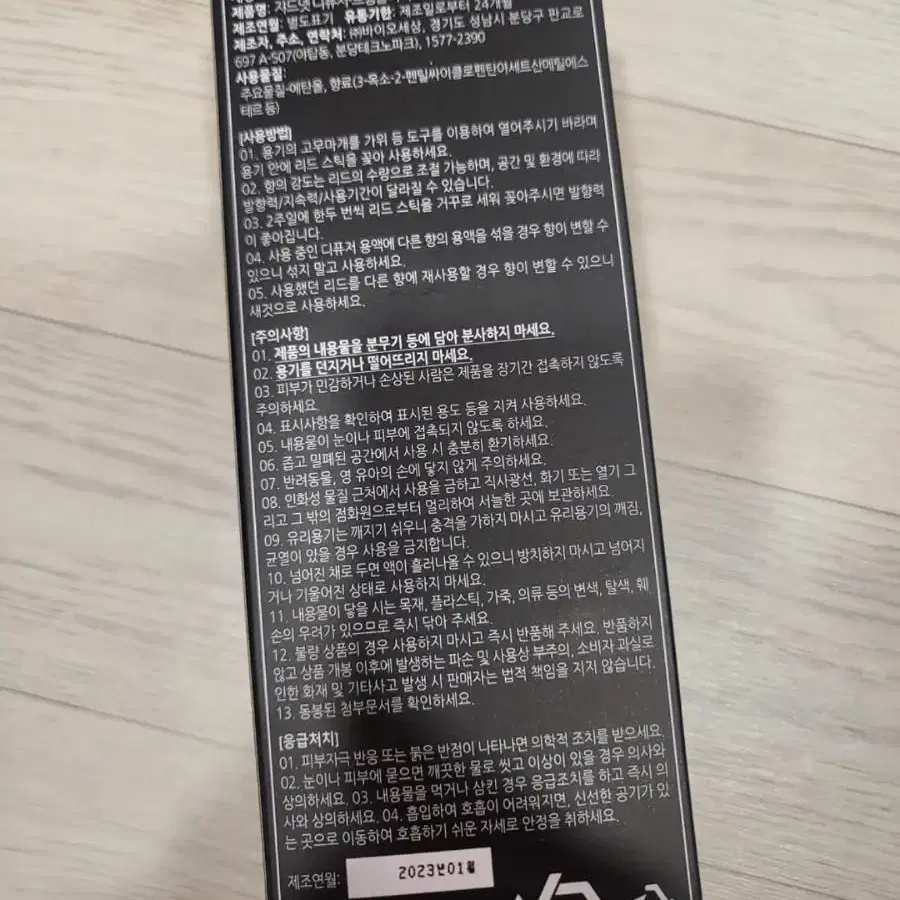 제품명: 자드넷 디퓨저
제조연월: 별도표기 유통기한: 제조일로부터 24개월
제조자, 주소, 연락처: ㈜바이오세상, 경기도 성남시 분당구 판교로
697 A-507(야탑동, 분당테크노파크), 1577-2390
사용물질:
주요물질-에탄올, 향료(3-옥소-2-펜틸싸이클로펜탄아세트산메틸에스
테르 등)
[사용방법]
01. 용기의 고무마개를 가위 등 도구를 이용하여 열어주시기 바라며
용기 안에 리드 스틱을 꽂아 사용하세요.
02. 향의 강도는 리드의 수량으로 조절 가능하며, 공간 및 환경에 따라
발향력/지속력/사용기간이 달라질 수 있습니다.
03. 2주일에 한두 번씩 리드 스틱을 거꾸로 세워 꽂아주시면 발향력
이 좋아집니다.
04. 사용 중인 디퓨저 용액에 다른 향의 용액을 섞을 경우 향이 변할 수
있으니 섞지 말고 사용하세요.
05. 사용했던 리드를 다른 향에 재사용할 경우 향이 변할 수 있으니
새것으로 사용하세요.
[주의사항]
01. 제품의 내용물을 분무기 등에 담아 분사하지 마세요.
02. 용기를 던지거나 떨어뜨리지 마세요.
03. 피부가 민감하거나 손상된 사람은 제품을 장기간 접촉하지 않도록
주의하세요.
04. 표시사항을 확인하여 표시된 용도 등을 지켜 사용하세요.
05. 내용물이 눈이나 피부에 접촉되지 않도록 하세요.
06. 좁고 밀폐된 공간에서 사용 시 충분히 환기하세요.
07. 반려동물, 영 유아의 손에 닿지 않게 주의하세요.
08. 인화성 물질 근처에서 사용을 금하고 직사광선, 화기 또는 열기 그
리고 그 밖의 점화원으로부터 멀리하여 서늘한 곳에 보관하세요.
09. 유리용기는 깨지기 쉬우니 충격을 가하지 마시고 유리용기의 깨짐,
균열이 있을 경우 사용을 금지합니다.
10. 넘어진 채로 두면 액이 흘러나올 수 있으니 방치하지 마시고 넘어지
거나 기울어진 상태로 사용하지 마세요.
11. 내용물이 닿을 시는 목재, 플라스틱, 가죽, 의류 등의 변색, 탈색, 훼
손의 우려가 있으므로 즉시 닦아 주세요.
12. 불량 상품의 경우 사용하지 마시고 즉시 반품해 주세요. 반품하지
않고 상품 개봉 이후에 발생하는 파손 및 사용상 부주의, 소비자 과실로
인한 화재 및 기타사고 발생 시 판매자는 법적 책임을 지지 않습니다.
13. 동봉된 첨부문서를 확인하세요.
[응급처치]
01. 피부자극 반응 또는 붉은 반점이 나타나면 의학적 조치를 받으세요.
02. 눈이나 피부에 묻으면 깨끗한 물로 씻고 이상이 있을 경우 의사와
상의하세요. 03. 내용물을 먹거나 삼킨 경우 응급조치를 하고 즉시 의
사와 상의하세요. 04. 흡입하여 호흡이 어려워지면, 신선한 공기가 있
는 곳으로 이동하여 호흡하기 쉬운 자세로 안정을 취하세요.
제조연월: 2023년01월